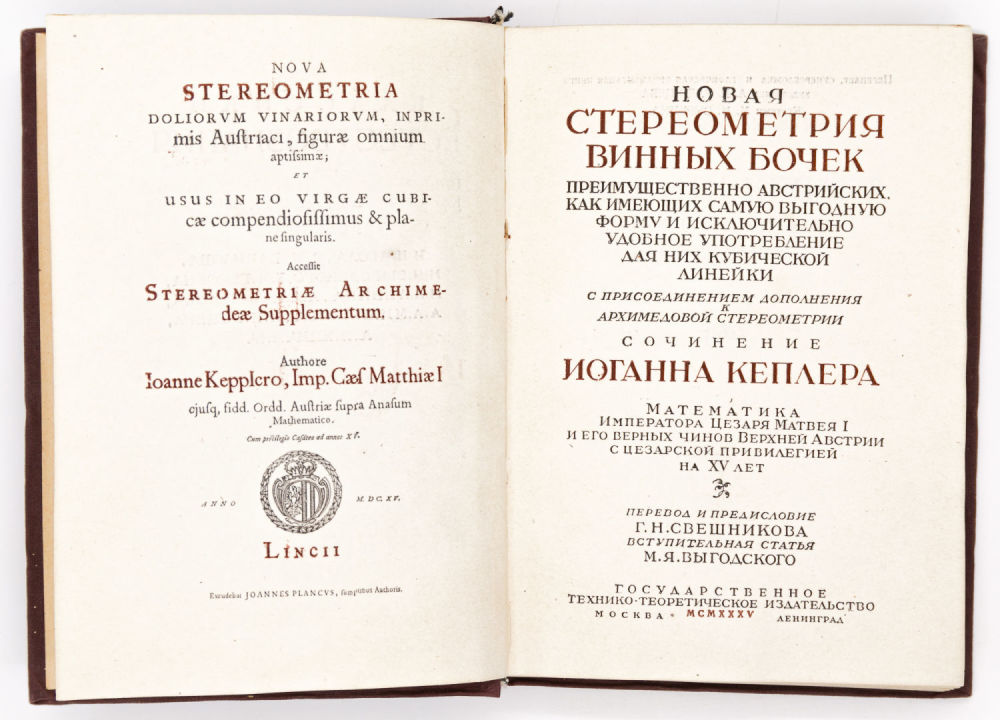 NOVA
STEREOMETRIA
DOLIORVM VINARIORVM, IN PRI-
mis Auſtriaci, figuræ omnium
aptiſsimæ;
ET
USUS IN EO VIRGÆ CUBI-
cæ compendioſiſsimus & pla-
ne ſingularis.
Acceſsit
STEREOMETRIÆ ARCHIME-
deæ Supplementum.
Authore
Ioanne Kepplero, Imp. Cæſ. Matthiæ I
ejuſq, fidd. Ordd. Auſtriæ ſupra Anaſum
Mathematico.
Cum privilegio Cæſareo ad annos XV.
ANNO M. DC. XV.
LINCII
Excudebat JOANNES PLANCVS, ſumptibus Authoris.
НОВАЯ
СТЕРЕОМЕТРИЯ
ВИННЫХ БОЧЕК
ПРЕИМУЩЕСТВЕННО АВСТРИЙСКИХ,
КАК ИМЕЮЩИХ САМУЮ ВЫГОДНУЮ
ФОРМУ И ИСКЛЮЧИТЕЛЬНО
УДОБНОЕ УПОТРЕБЛЕНИЕ
ДЛЯ НИХ КУБИЧЕСКОЙ
ЛИНЕЙКИ
С ПРИСОЕДИНЕНИЕМ ДОПОЛНЕНИЯ
К
АРХИМЕДОВОЙ СТЕРЕОМЕТРИИ
СОЧИНЕНИЕ
ИОГАННА КЕПЛЕРА
МАТЕМАТИКА
ИМПЕРАТОРА ЦЕЗАРЯ МАТВЕЯ I
И ЕГО ВЕРНЫХ ЧИНОВ ВЕРХНЕЙ АВСТРИИ
С ЦЕЗАРСКОЙ ПРИВИЛЕГИЕЙ
НА XV ЛЕТ
ПЕРЕВОД И ПРЕДИСЛОВИЕ
Г. Н. СВЕШНИКОВА
ВСТУПИТЕЛЬНАЯ СТАТЬЯ
М. Я. ВЫГОДСКОГО
ГОСУДАРСТВЕННОЕ
ТЕХНИКО-ТЕОРЕТИЧЕСКОЕ ИЗДАТЕЛЬСТВО
МОСКВА • MCMXXXV ЛЕНИНГРАД